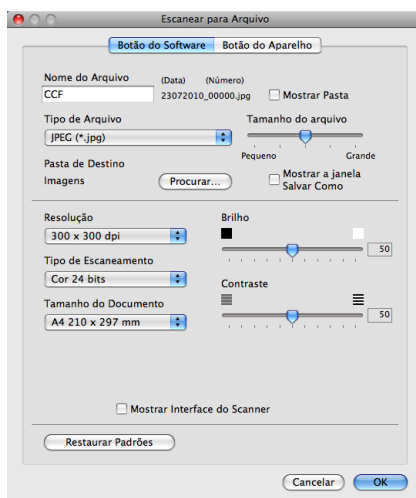 Escanear para Arquivo
Botão do Software Botão do Aparelho
Nome do Arquivo (Data) (Número)
CCF 23072010_00000.jpg Mostrar Pasta
Tipo de Arquivo Tamanho do arquivo
JPEG (*.jpg)
Pequeno Grande
Pasta de Destino Mostrar a janela
Imagens Procurar... Salvar Como
Resolução Brilho
300 x 300 dpi
50
Tipo de Escaneamento
Cor 24 bits Contraste
Tamanho do Documento
A4 210 x 297 mm 50
Mostrar Interface do Scanner
Restaurar Padrões
Cancelar OK